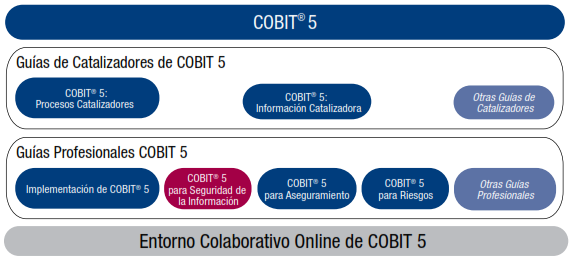 COBIT® 5
Guías de Catalizadores de COBIT 5
COBIT® 5:
Procesos Catalizadores
COBIT® 5:
Información Catalizadora
Otras Guías de
Catalizadores
Guías Profesionales COBIT 5
Implementación de COBIT® 5
COBIT® 5
para Seguridad de
la Información
COBIT® 5
para Aseguramiento
COBIT® 5
para Riesgos
Otras Guías
Profesionales
Entorno Colaborativo Online de COBIT 5